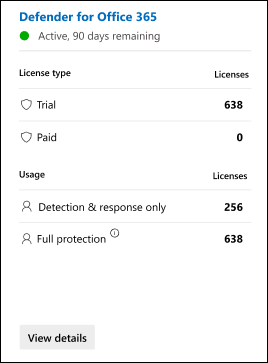 Defender for Office 365
Active, 90 days remaining
License type Licenses
Trial 638
Paid 0
Usage Licenses
Detection & response only 256
Full protection 638
View details